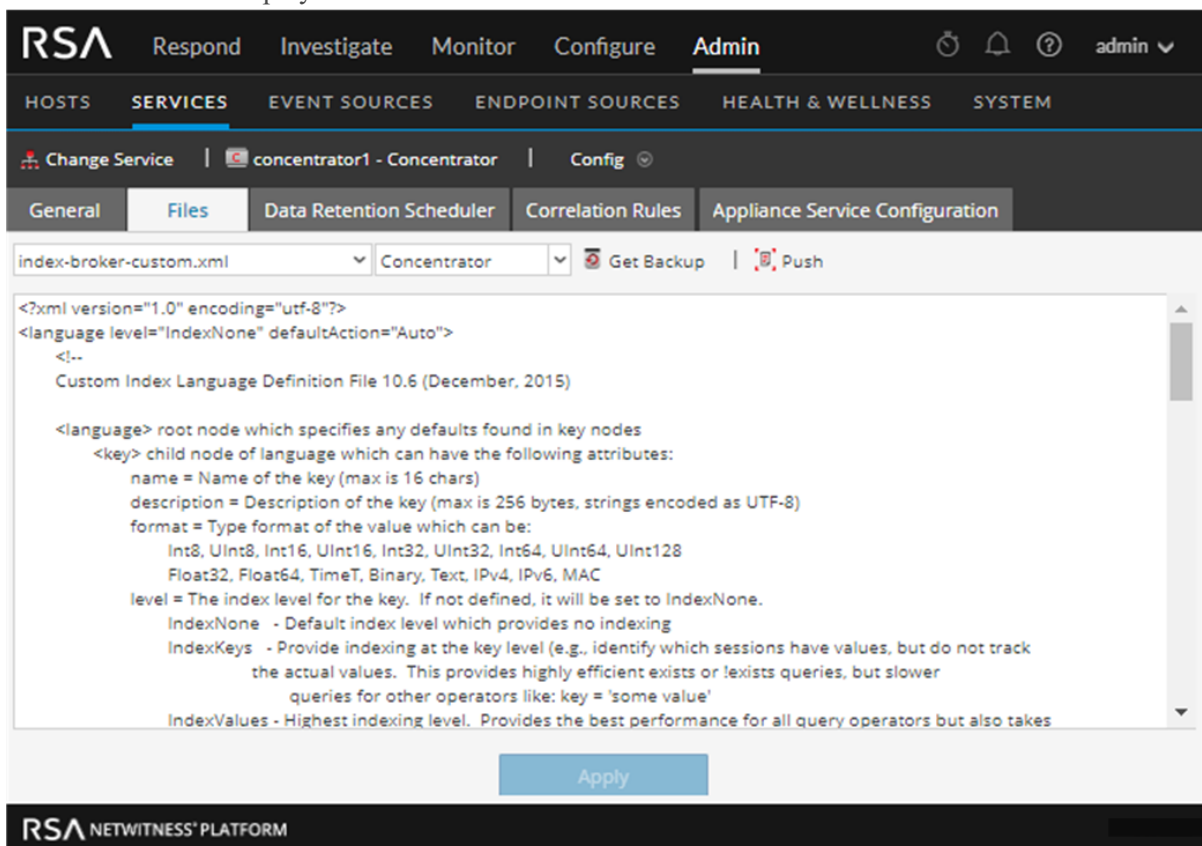 RSA Respond Investigate Monitor Configure Admin admin
HOSTS SERVICES EVENT SOURCES ENDPOINT SOURCES HEALTH & WELLNESS SYSTEM
Change Service | concentrator1 - Concentrator | Config
General Files Data Retention Scheduler Correlation Rules Appliance Service Configuration
index-broker-custom.xml Concentrator Get Backup | Push
<?xml version="1.0" encoding="utf-8"?>
<language level="IndexNone" defaultAction="Auto">
<!--
Custom Index Language Definition File 10.6 (December, 2015)
<language> root node which specifies any defaults found in key nodes
<key> child node of language which can have the following attributes:
name = Name of the key (max is 16 chars)
description = Description of the key (max is 256 bytes, strings encoded as UTF-8)
format = Type format of the value which can be:
Int8, UInt8, Int16, UInt16, Int32, UInt32, Int64, UInt64, UInt128
Float32, Float64, TimeT, Binary, Text, IPv4, IPv6, MAC
level = The index level for the key. If not defined, it will be set to IndexNone.
IndexNone - Default index level which provides no indexing
IndexKeys - Provide indexing at the key level (e.g., identify which sessions have values, but do not track
the actual values. This provides highly efficient exists or !exists queries, but slower
queries for other operators like: key = 'some value'
IndexValues - Highest indexing level. Provides the best performance for all query operators but also takes
Apply
RSA NETWITNESS® PLATFORM